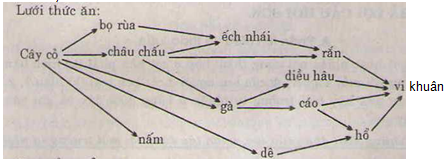 Lưới thức ăn:
bọ rùa
ếch nhái
Cây cỏ
châu chấu
rắn
diều hâu
vi khuân
gà
cáo
nấm
hổ
dê